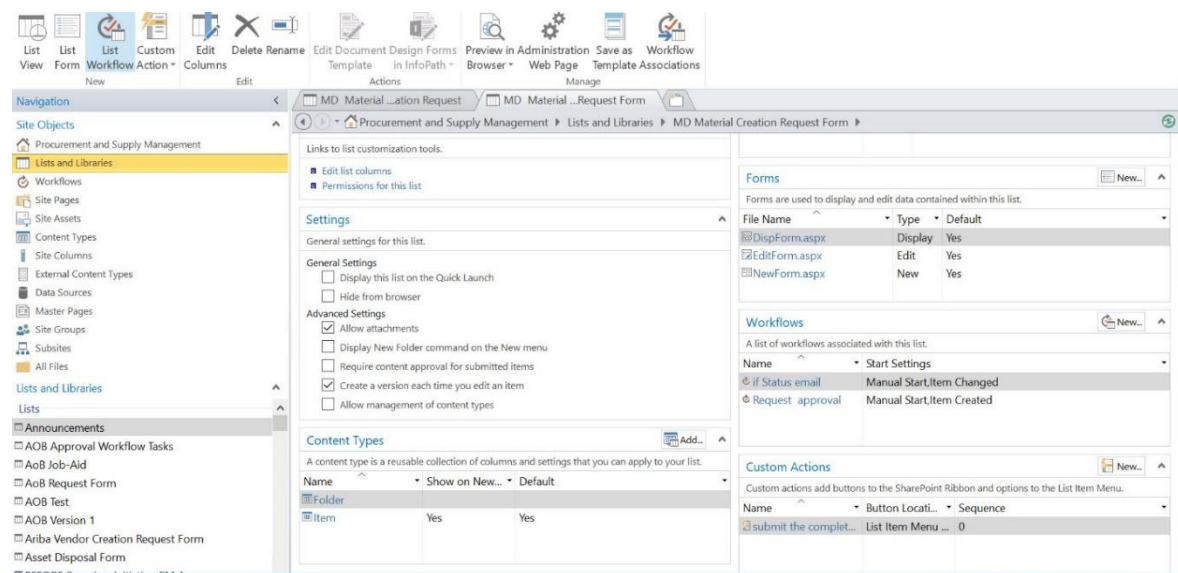 List View
List Form
List Workflow
Custom Action
Edit Columns
Delete
Rename
Edit Document Template
Design Forms in InfoPath
Preview in Browser
Administration Web Page
Save as Template
Workflow Associations
New
Edit
Actions
Manage
Navigation
Site Objects
Procurement and Supply Management
Lists and Libraries
Workflows
Site Pages
Site Assets
Content Types
Site Columns
External Content Types
Data Sources
Master Pages
Site Groups
Subsites
All Files
Lists and Libraries
Lists
Announcements
AOB Approval Workflow Tasks
AoB Job-Aid
AoB Request Form
AOB Test
AOB Version 1
Ariba Vendor Creation Request Form
Asset Disposal Form
MD Material ...ation Request
MD Material ...Request Form
Procurement and Supply Management
Lists and Libraries
MD Material Creation Request Form
Links to list customization tools.
Edit list columns
Permissions for this list
Settings
General settings for this list.
General Settings
Display this list on the Quick Launch
Hide from browser
Advanced Settings
Allow attachments
Display New Folder command on the New menu
Require content approval for submitted items
Create a version each time you edit an item
Allow management of content types
Content Types
Add...
A content type is a reusable collection of columns and settings that you can apply to your list.
Name Show on New... Default
Folder
Item Yes Yes
Forms
New...
Forms are used to display and edit data contained within this list.
File Name Type Default
DispForm.aspx Display Yes
EditForm.aspx Edit Yes
NewForm.aspx New Yes
Workflows
New...
A list of workflows associated with this list.
Name Start Settings
if Status email Manual Start,Item Changed
Request approval Manual Start,Item Created
Custom Actions
New...
Custom actions add buttons to the SharePoint Ribbon and options to the List Item Menu.
Name Button Locati... Sequence
submit the complet... List Item Menu ... 0